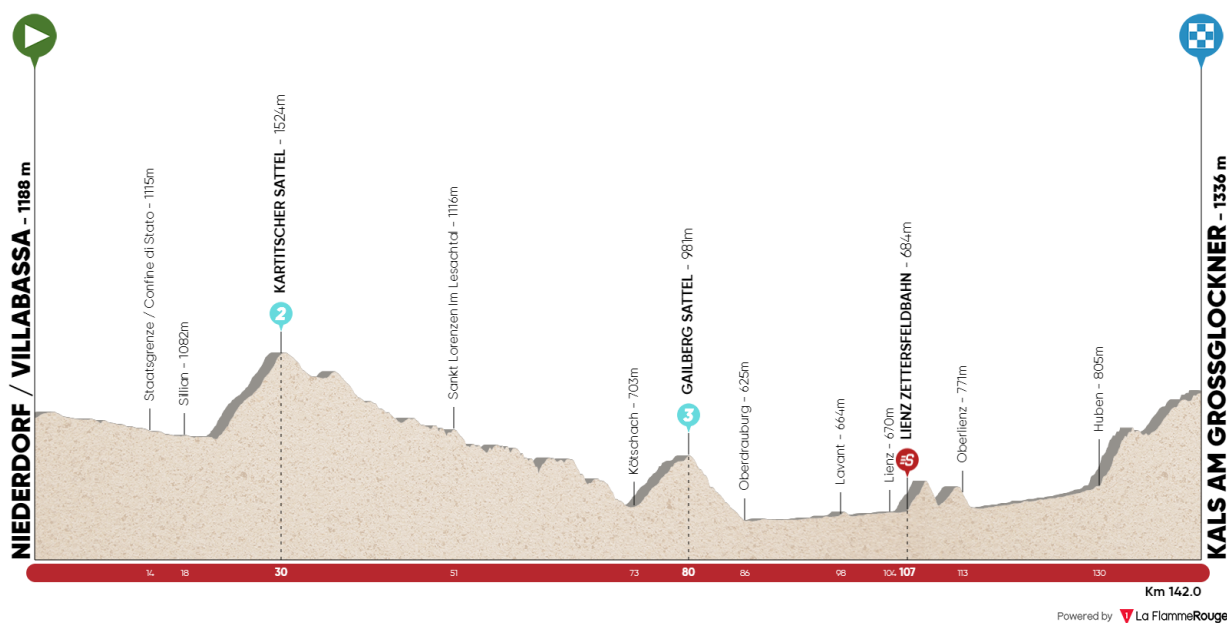 NIEDERDORF / VILLABASSA - 1188 m
Staatsgrenze / Confine di Stato - 1115m
Sillian - 1082m
KARTITSCHER SATTEL - 1524m
2
Sankt Lorenzen Im Lesachtal - 1116m
Kötschach - 703m
GAILBERG SATTEL - 981m
3
Oberdrauburg - 625m
Lavant - 664m
Lienz - 670m
LIENZ ZETTERSFELDBAHN - 684m
S
Oberlienz - 771m
Huben - 805m
KALS AM GROSSGLOCKNER - 1336 m
14 18 30 51 73 80 86 98 104 107 113 130
Km 142.0
Powered by La FlammeRouge